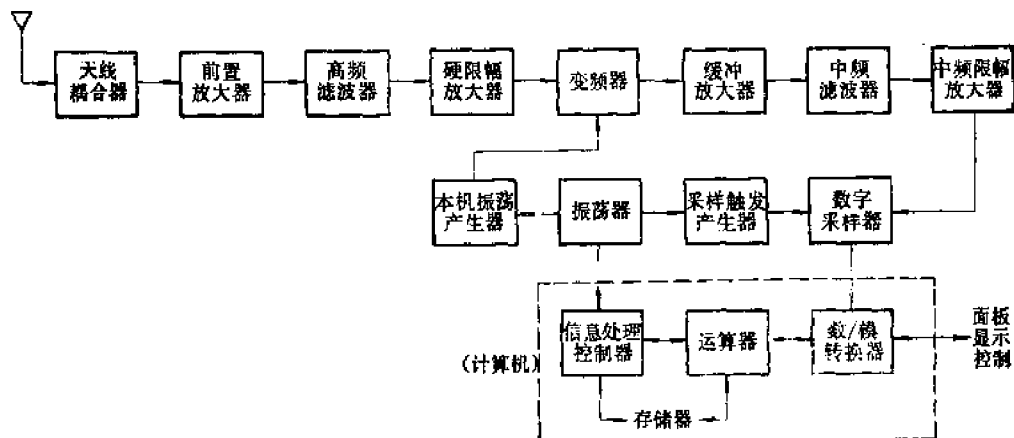 天线
耦合器
前置
放大器
高频
滤波器
硬限幅
放大器
变频器
缓冲
放大器
中频
滤波器
中频限幅
放大器
本机振荡
产生器
振荡器
采样触发
产生器
数字
采样器
信息处理
控制器
运算器
数/模
转换器
面板
显示
控制
(计算机)
存储器